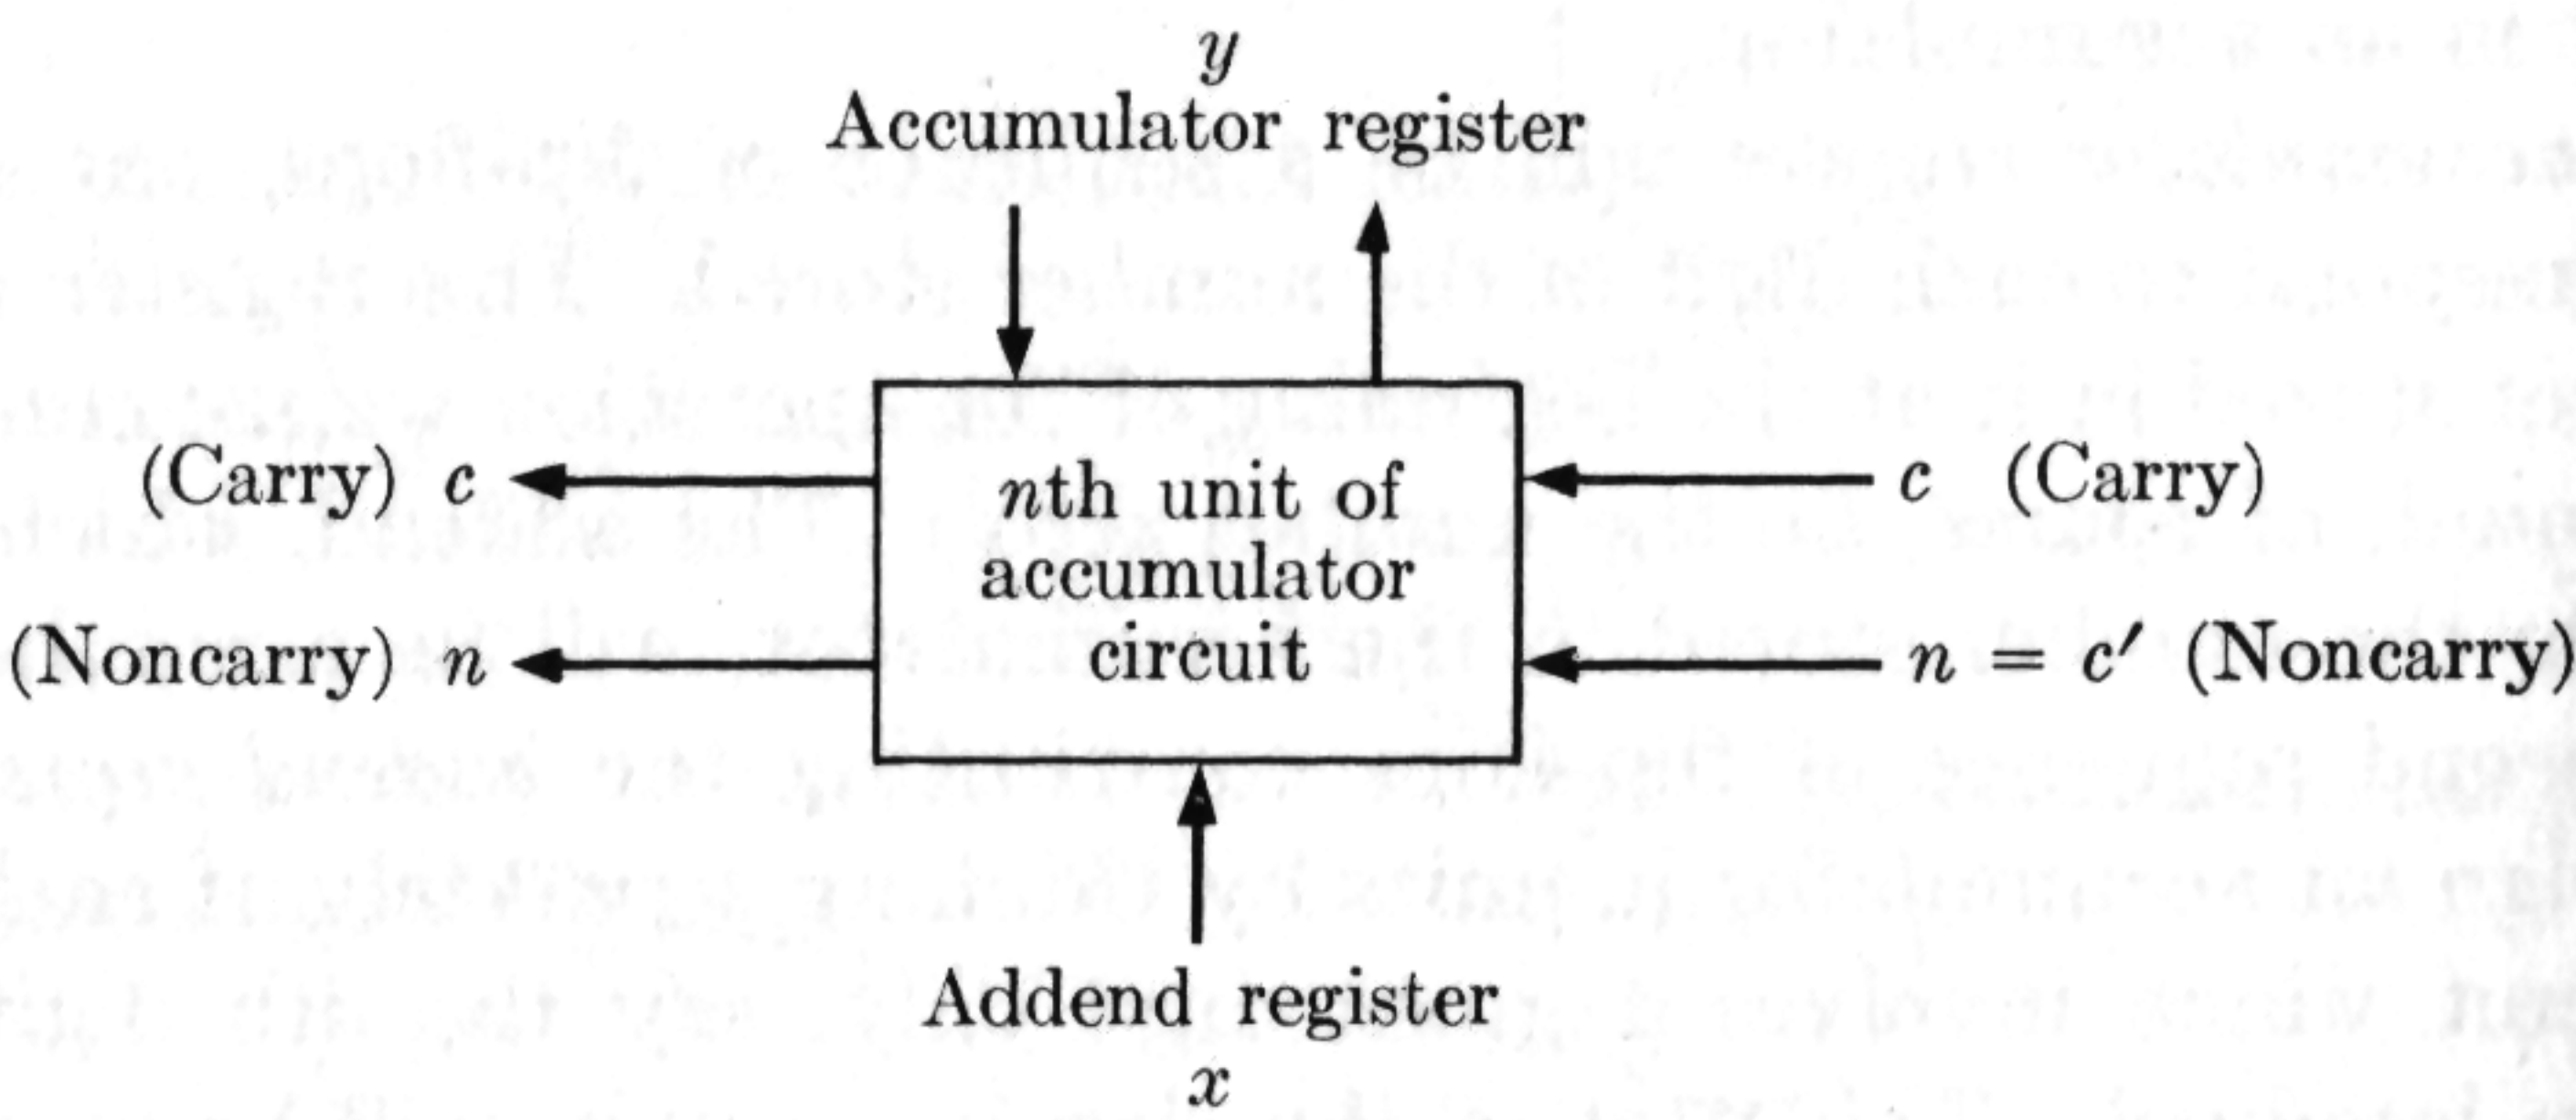 y
Accumulator register
(Carry) c
c (Carry)
nth unit of
accumulator
circuit
(Noncarry) n
n = c′ (Noncarry)
Addend register
x